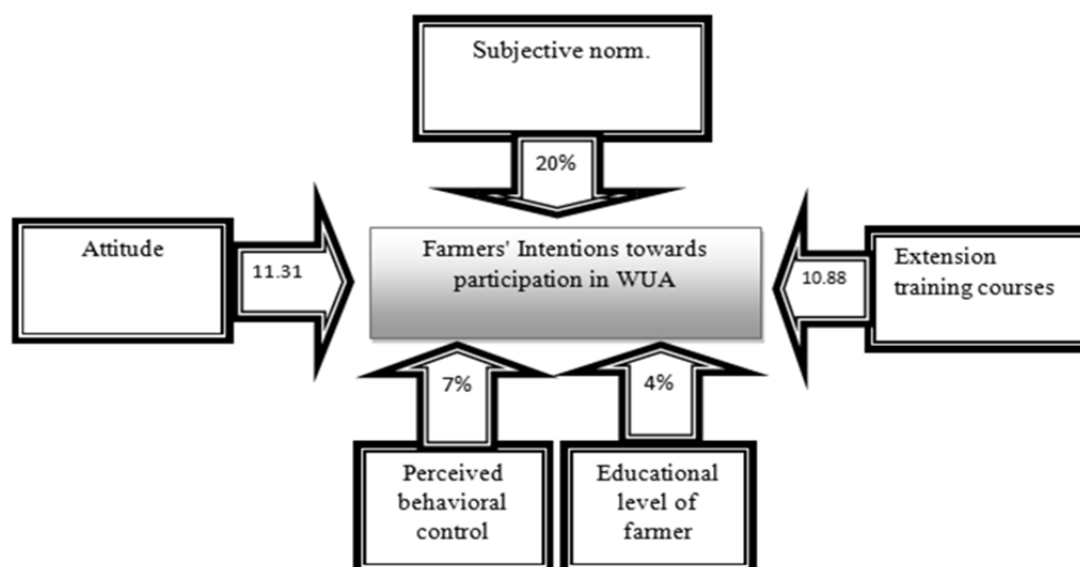 Subjective norm.
20%
Attitude
11.31
Farmers' Intentions towards
participation in WUA
10.88
Extension
training courses
7%
4%
Perceived
behavioral
control
Educational
level of
farmer